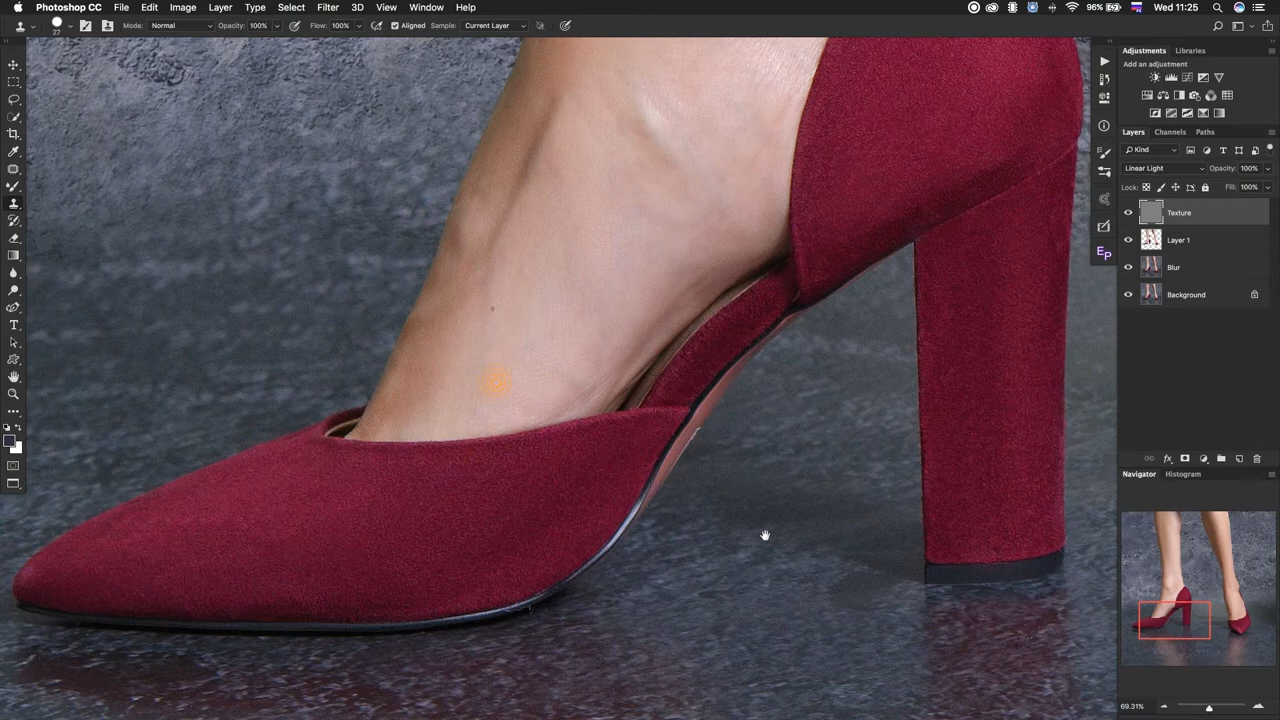 Photoshop CC File Edit Image Layer Type Select Filter 3D View Window Help 96% Wed 11:25
27 Mode: Normal Opacity: 100% Flow: 100% Aligned Sample: Current Layer
Adjustments Libraries
Add an adjustment
Layers Channels Paths
Kind
Linear Light Opacity: 100%
Lock: Fill: 100%
Texture
Layer 1
EP
Blur
Background
Navigator Histogram
69.31%